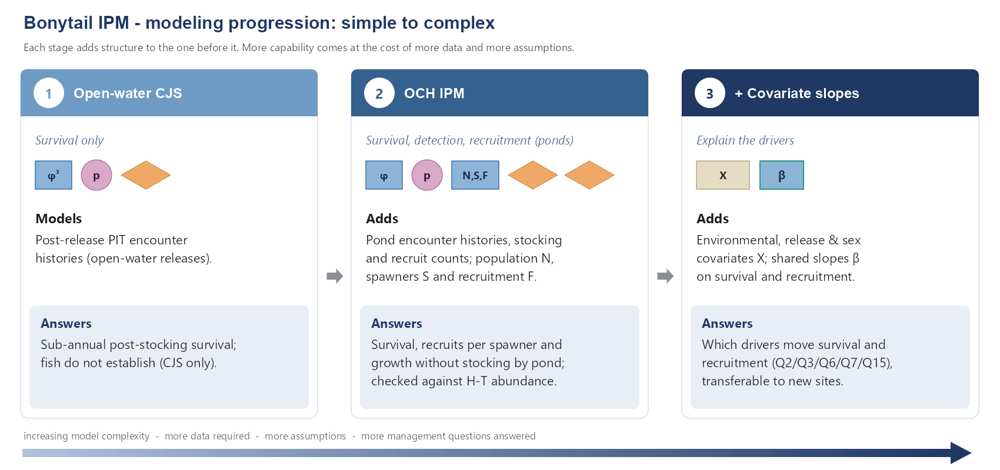 Bonytail IPM - modeling progression: simple to complex
Each stage adds structure to the one before it. More capability comes at the cost of more data and more assumptions.
1 Open-water CJS
Survival only
φ³ p
Models
Post-release PIT encounter
histories (open-water releases).
Answers
Sub-annual post-stocking survival;
fish do not establish (CJS only).
2 OCH IPM
Survival, detection, recruitment (ponds)
φ p N,S,F
Adds
Pond encounter histories, stocking
and recruit counts; population N,
spawners S and recruitment F.
Answers
Survival, recruits per spawner and
growth without stocking by pond;
checked against H-T abundance.
3 + Covariate slopes
Explain the drivers
X β
Adds
Environmental, release & sex
covariates X; shared slopes β
on survival and recruitment.
Answers
Which drivers move survival and
recruitment (Q2/Q3/Q6/Q7/Q15),
transferable to new sites.
increasing model complexity - more data required - more assumptions - more management questions answered